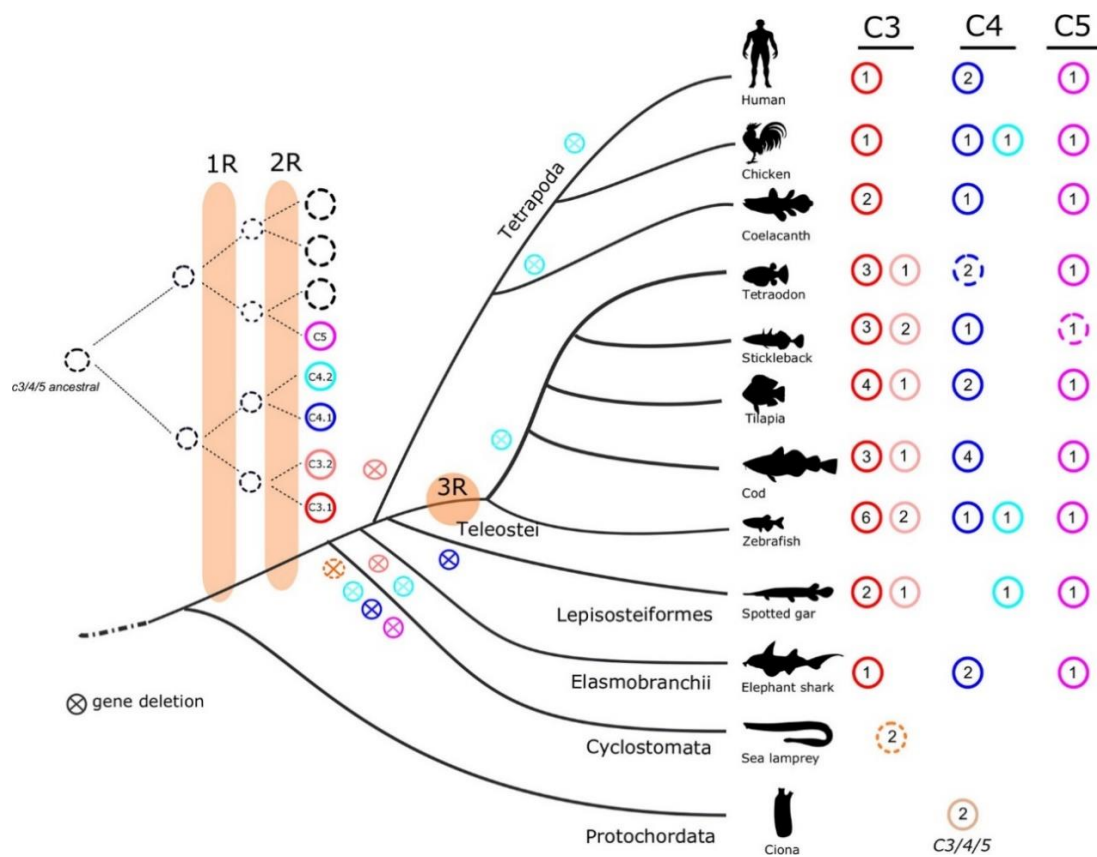 C3 C4 C5
Human
1 2 1
Chicken
1 1 1 1
Coelacanth
2 1 1
Tetraodon
3 1 2 1
Stickleback
3 2 1 1
Tilapia
4 1 2 1
Cod
3 1 4 1
Zebrafish
6 2 1 1 1
Spotted gar
2 1 1 1
Elephant shark
1 2 1
Sea lamprey
2
Ciona
2
C3/4/5
1R 2R
c3/4/5 ancestral
C5
C4.2
C4.1
C3.2
C3.1
Tetrapoda
3R
Teleostei
Lepisosteiformes
Elasmobranchii
Cyclostomata
Protochordata
gene deletion